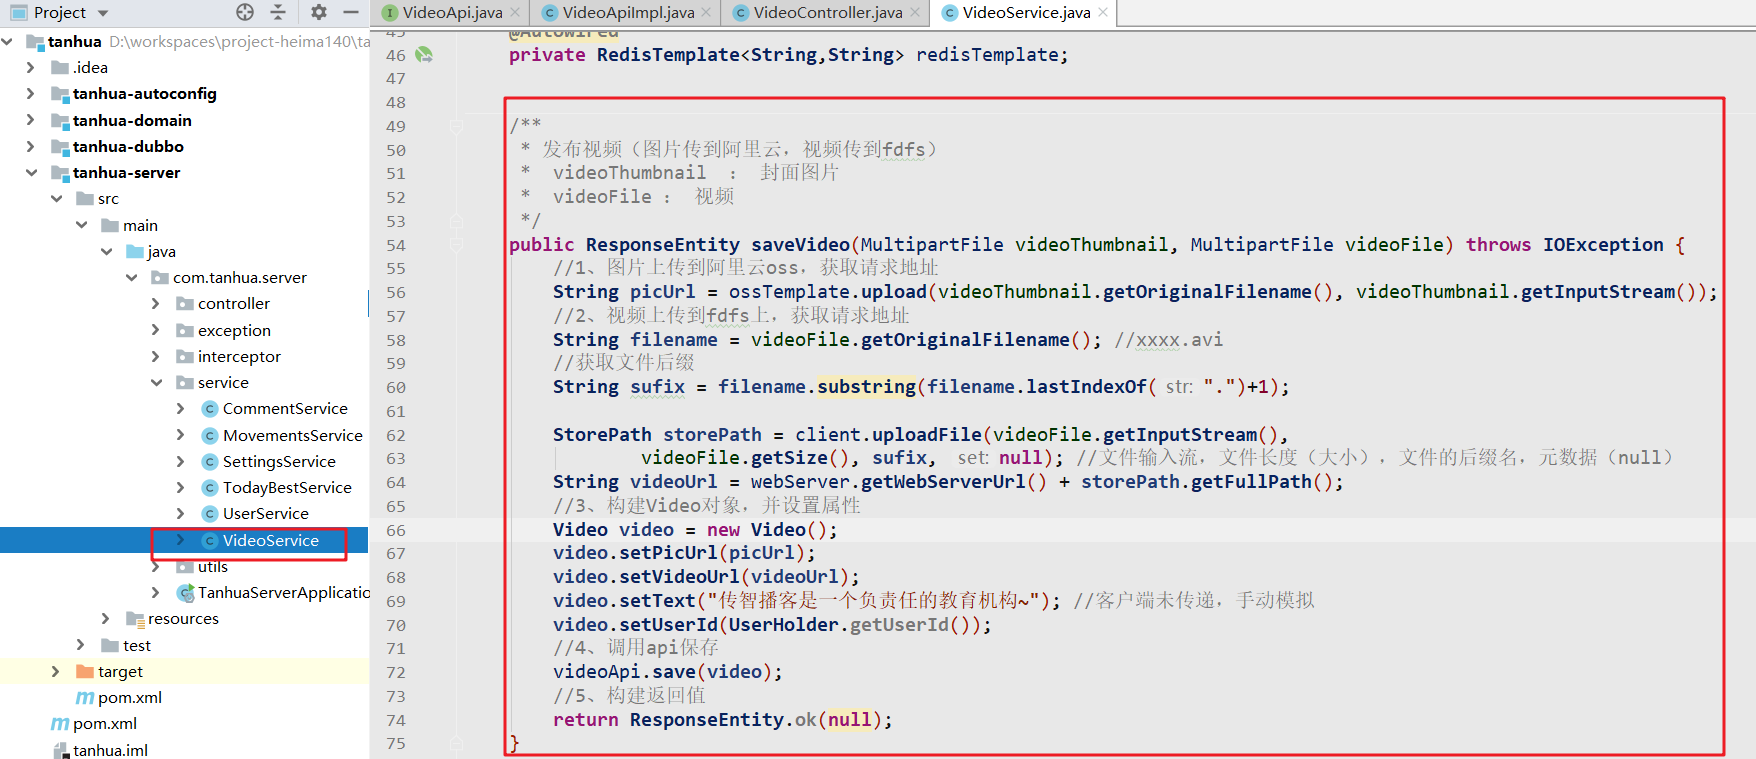 Project
tanhua D:\workspaces\project-heima140\ta
.idea
tanhua-autoconfig
tanhua-domain
tanhua-dubbo
tanhua-server
src
main
java
com.tanhua.server
controller
exception
interceptor
service
CommentService
MovementsService
SettingsService
TodayBestService
UserService
VideoService
utils
TanhuaServerApplicatio
resources
test
target
pom.xml
pom.xml
tanhua.iml
VideoApi.java
VideoApiImpl.java
VideoController.java
VideoService.java
45 @Autowired
46 private RedisTemplate<String,String> redisTemplate;
47
48
49 /**
50 * 发布视频（图片传到阿里云，视频传到fdfs）
51 * videoThumbnail ： 封面图片
52 * videoFile ： 视频
53 */
54 public ResponseEntity saveVideo(MultipartFile videoThumbnail, MultipartFile videoFile) throws IOException {
55 //1、图片上传到阿里云oss，获取请求地址
56 String picUrl = ossTemplate.upload(videoThumbnail.getOriginalFilename(), videoThumbnail.getInputStream());
57 //2、视频上传到fdfs上，获取请求地址
58 String filename = videoFile.getOriginalFilename(); //xxxx.avi
59 //获取文件后缀
60 String sufix = filename.substring(filename.lastIndexOf( str: ".")+1);
61
62 StorePath storePath = client.uploadFile(videoFile.getInputStream(),
63 videoFile.getSize(), sufix, set: null); //文件输入流，文件长度（大小），文件的后缀名，元数据（null）
64 String videoUrl = webServer.getWebServerUrl() + storePath.getFullPath();
65 //3、构建Video对象，并设置属性
66 Video video = new Video();
67 video.setPicUrl(picUrl);
68 video.setVideoUrl(videoUrl);
69 video.setText("传智播客是一个负责任的教育机构~"); //客户端未传递，手动模拟
70 video.setUserId(UserHolder.getUserId());
71 //4、调用api保存
72 videoApi.save(video);
73 //5、构建返回值
74 return ResponseEntity.ok(null);
75 }